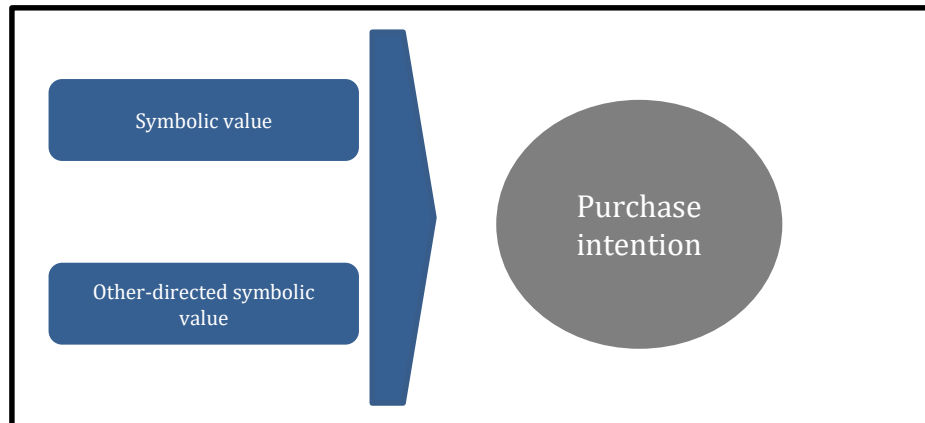 Symbolic value
Other-directed symbolic
value
Purchase
intention